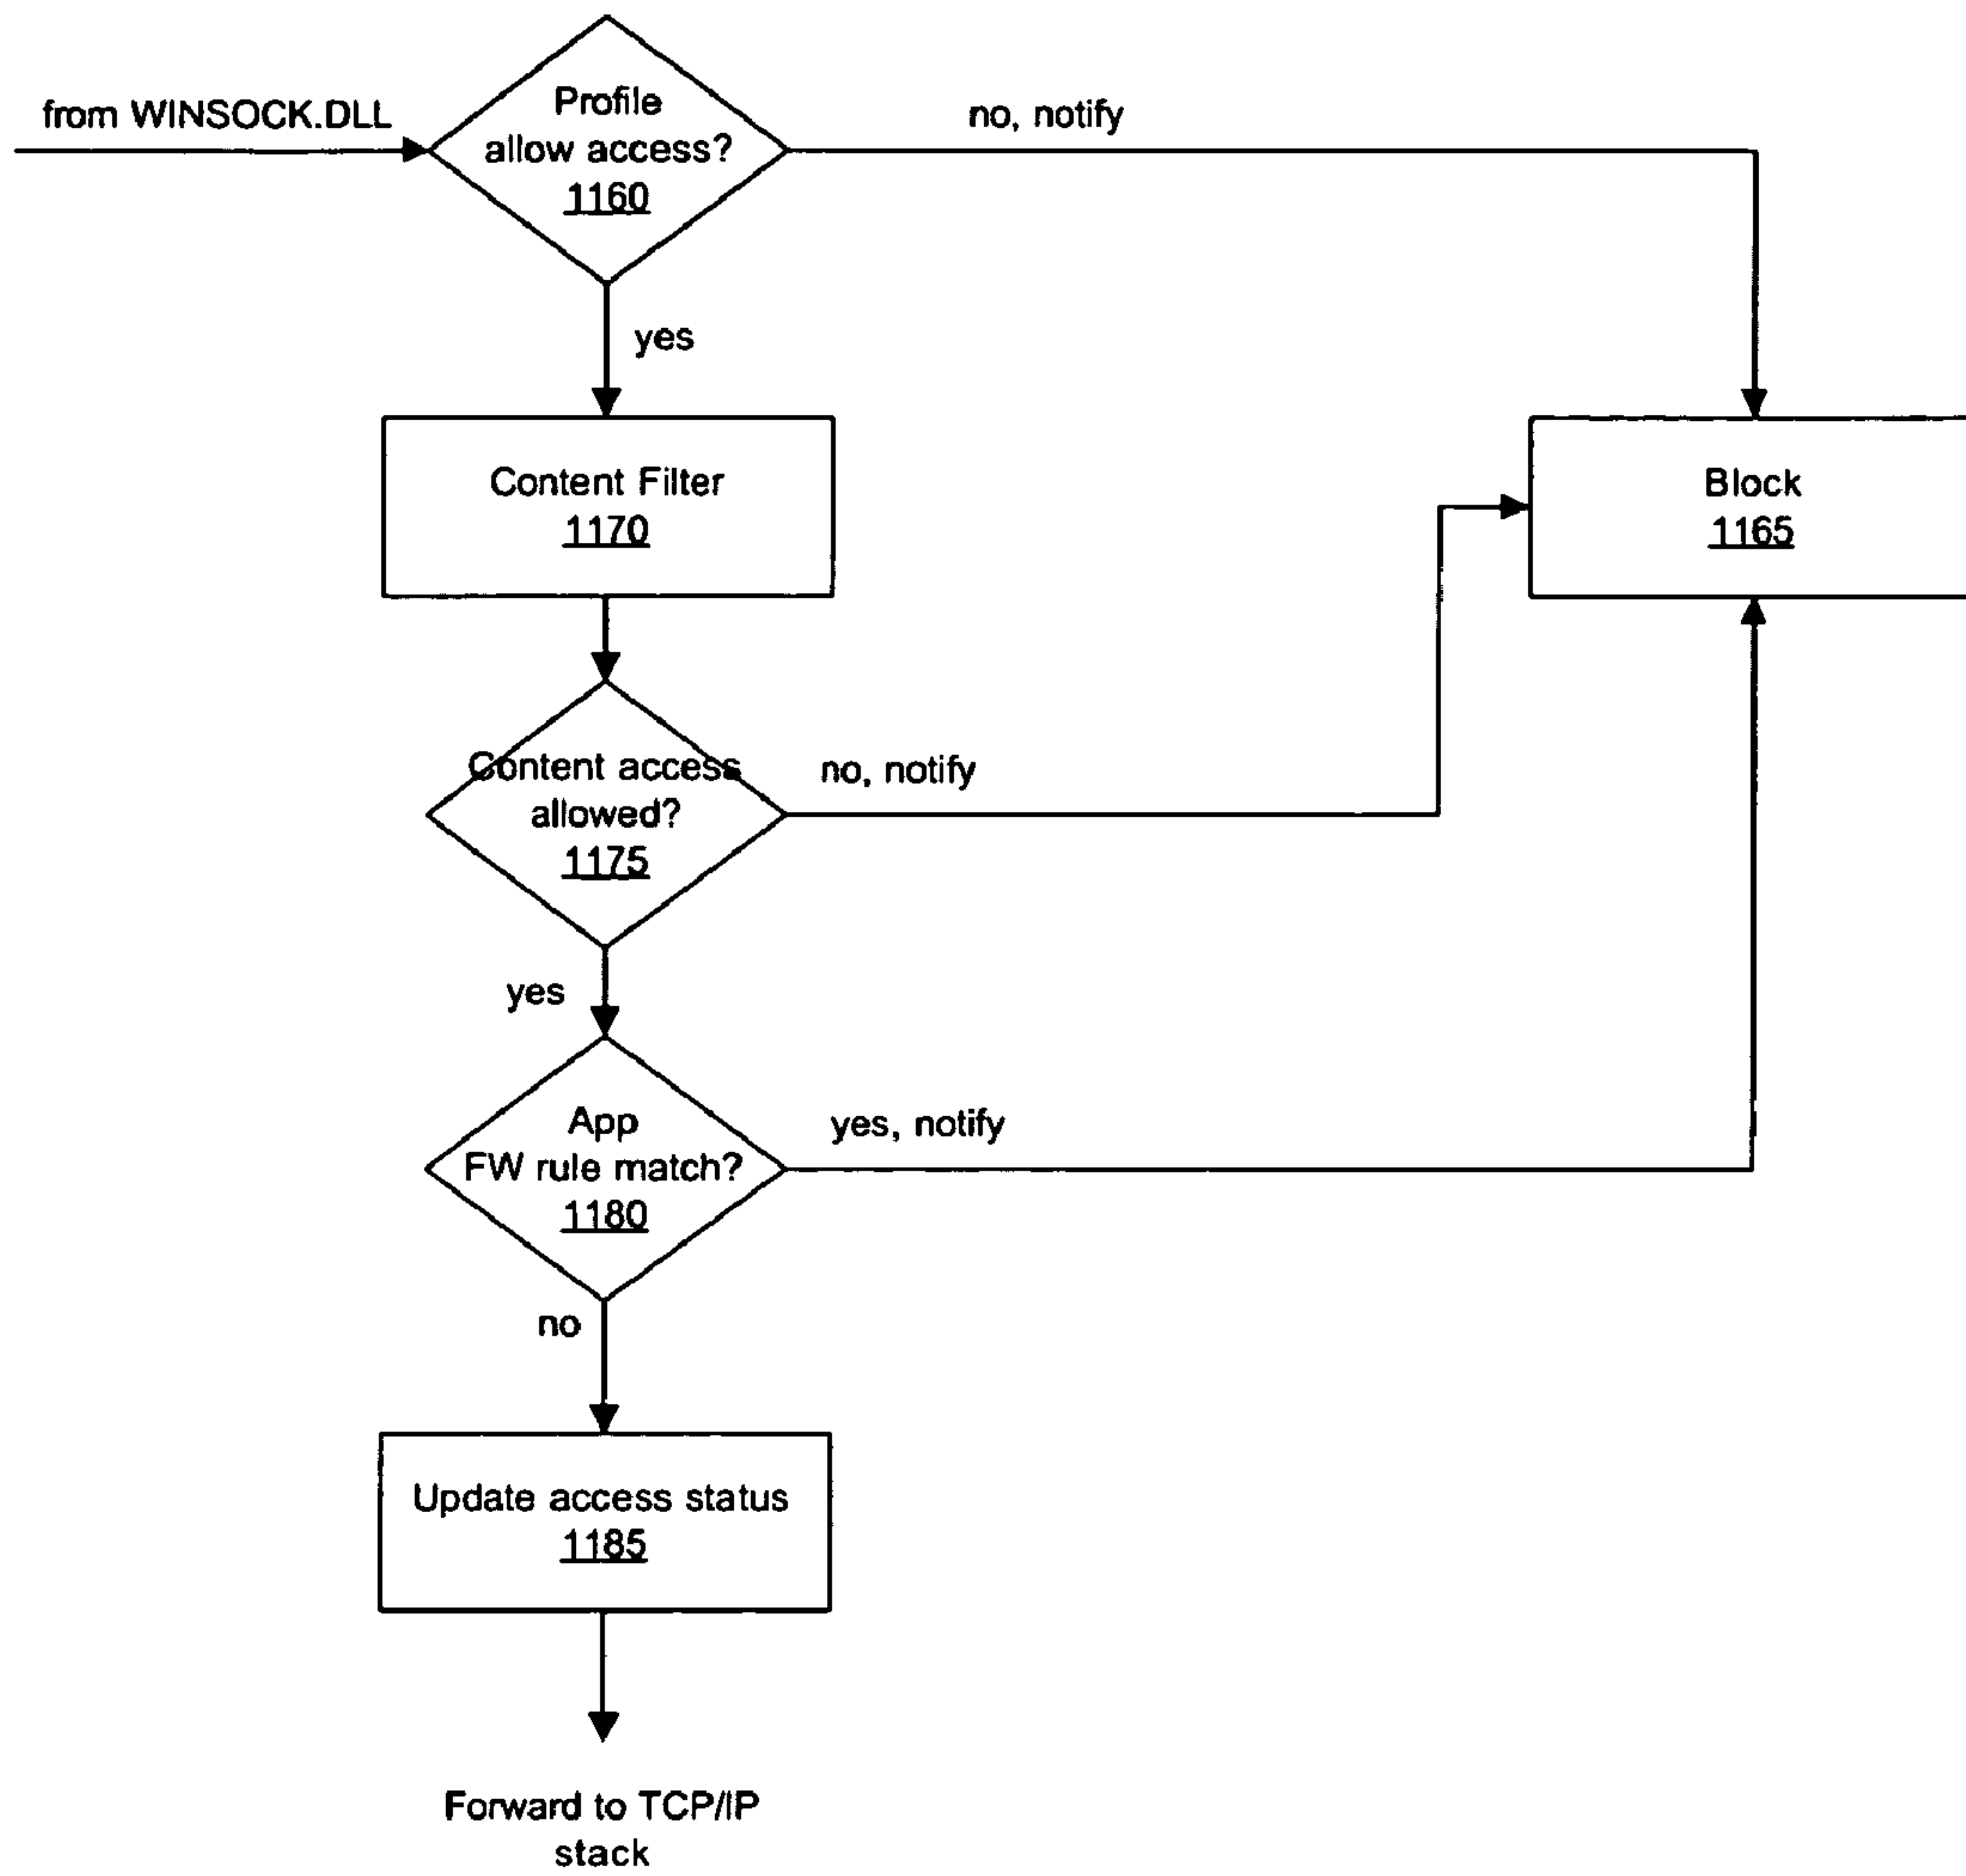 from WINSOCK.DLL
Profile
allow access?
1160
no, notify
yes
Content Filter
1170
Block
1165
Content access
allowed?
1175
no, notify
yes
App
FW rule match?
1180
yes, notify
no
Update access status
1185
Forward to TCP/IP
stack